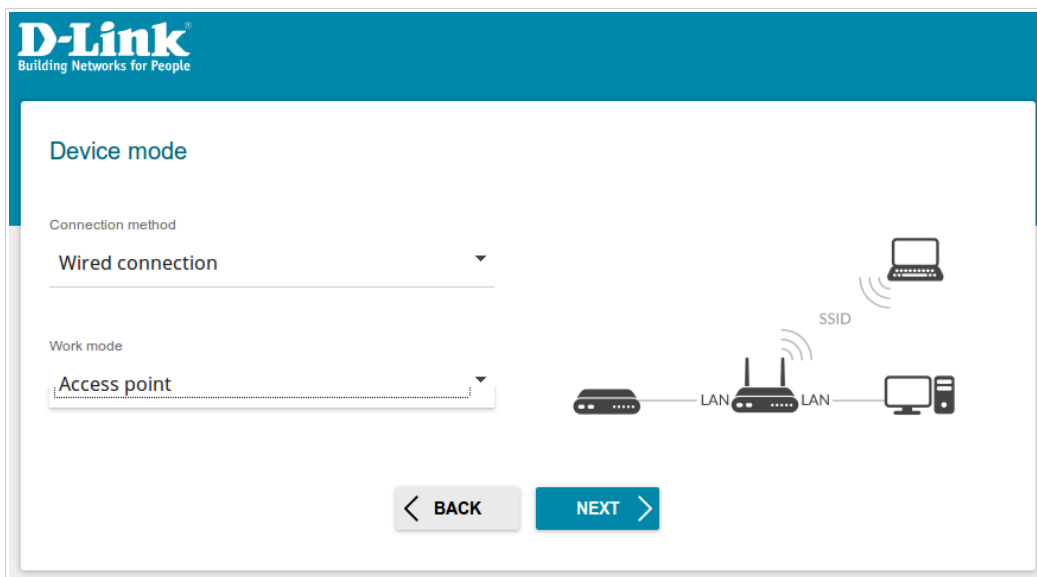 D-Link®
Building Networks for People
Device mode
Connection method
Wired connection
Work mode
Access point
SSID
LAN
LAN
BACK
NEXT